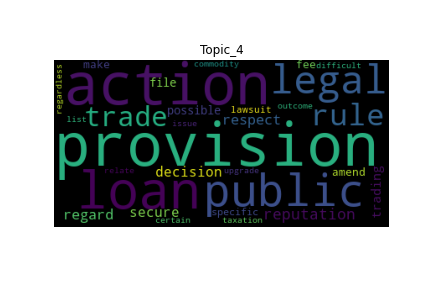 Topic_4
make commodity fee difficult
regardless action file legal
list trade possible lawsuit outcome rule
issue respect
provision
relate decision upgrade amend
loan public trading
regard secure specific reputation
certain taxation